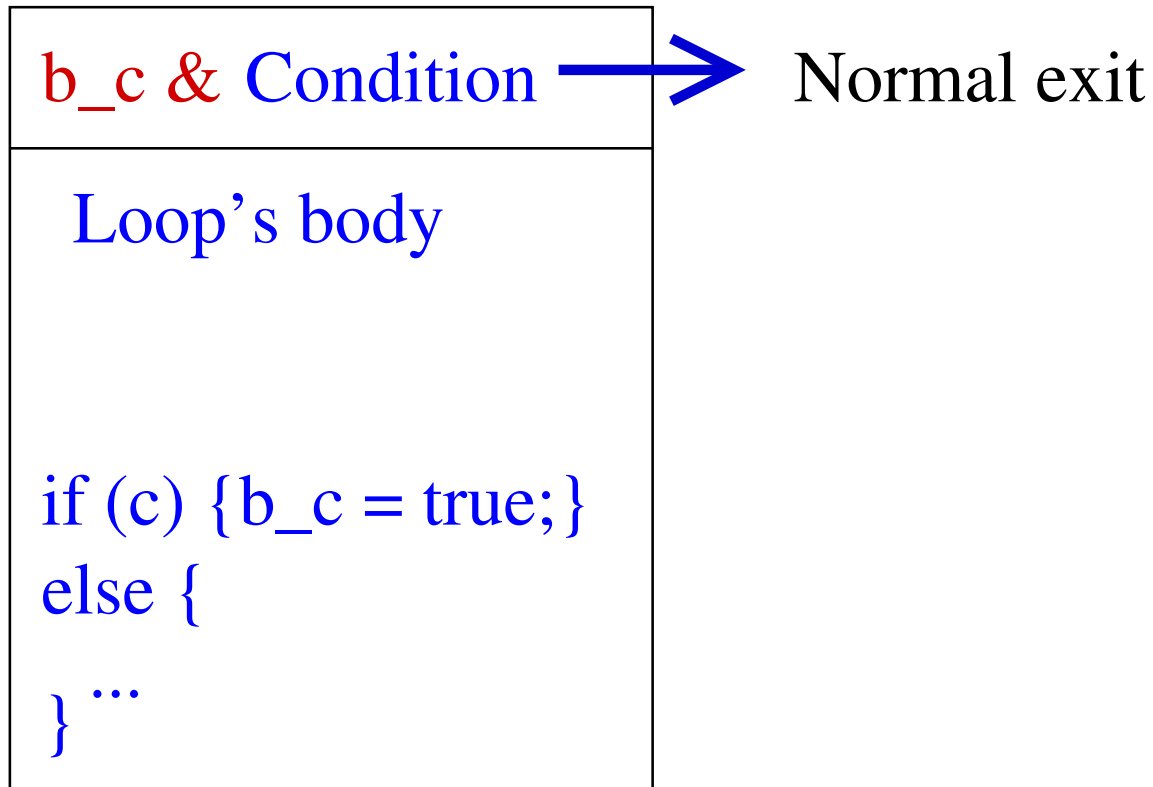 b_c & Condition Normal exit
Loop’s body
if (c) {b_c = true;}
else {
...
}